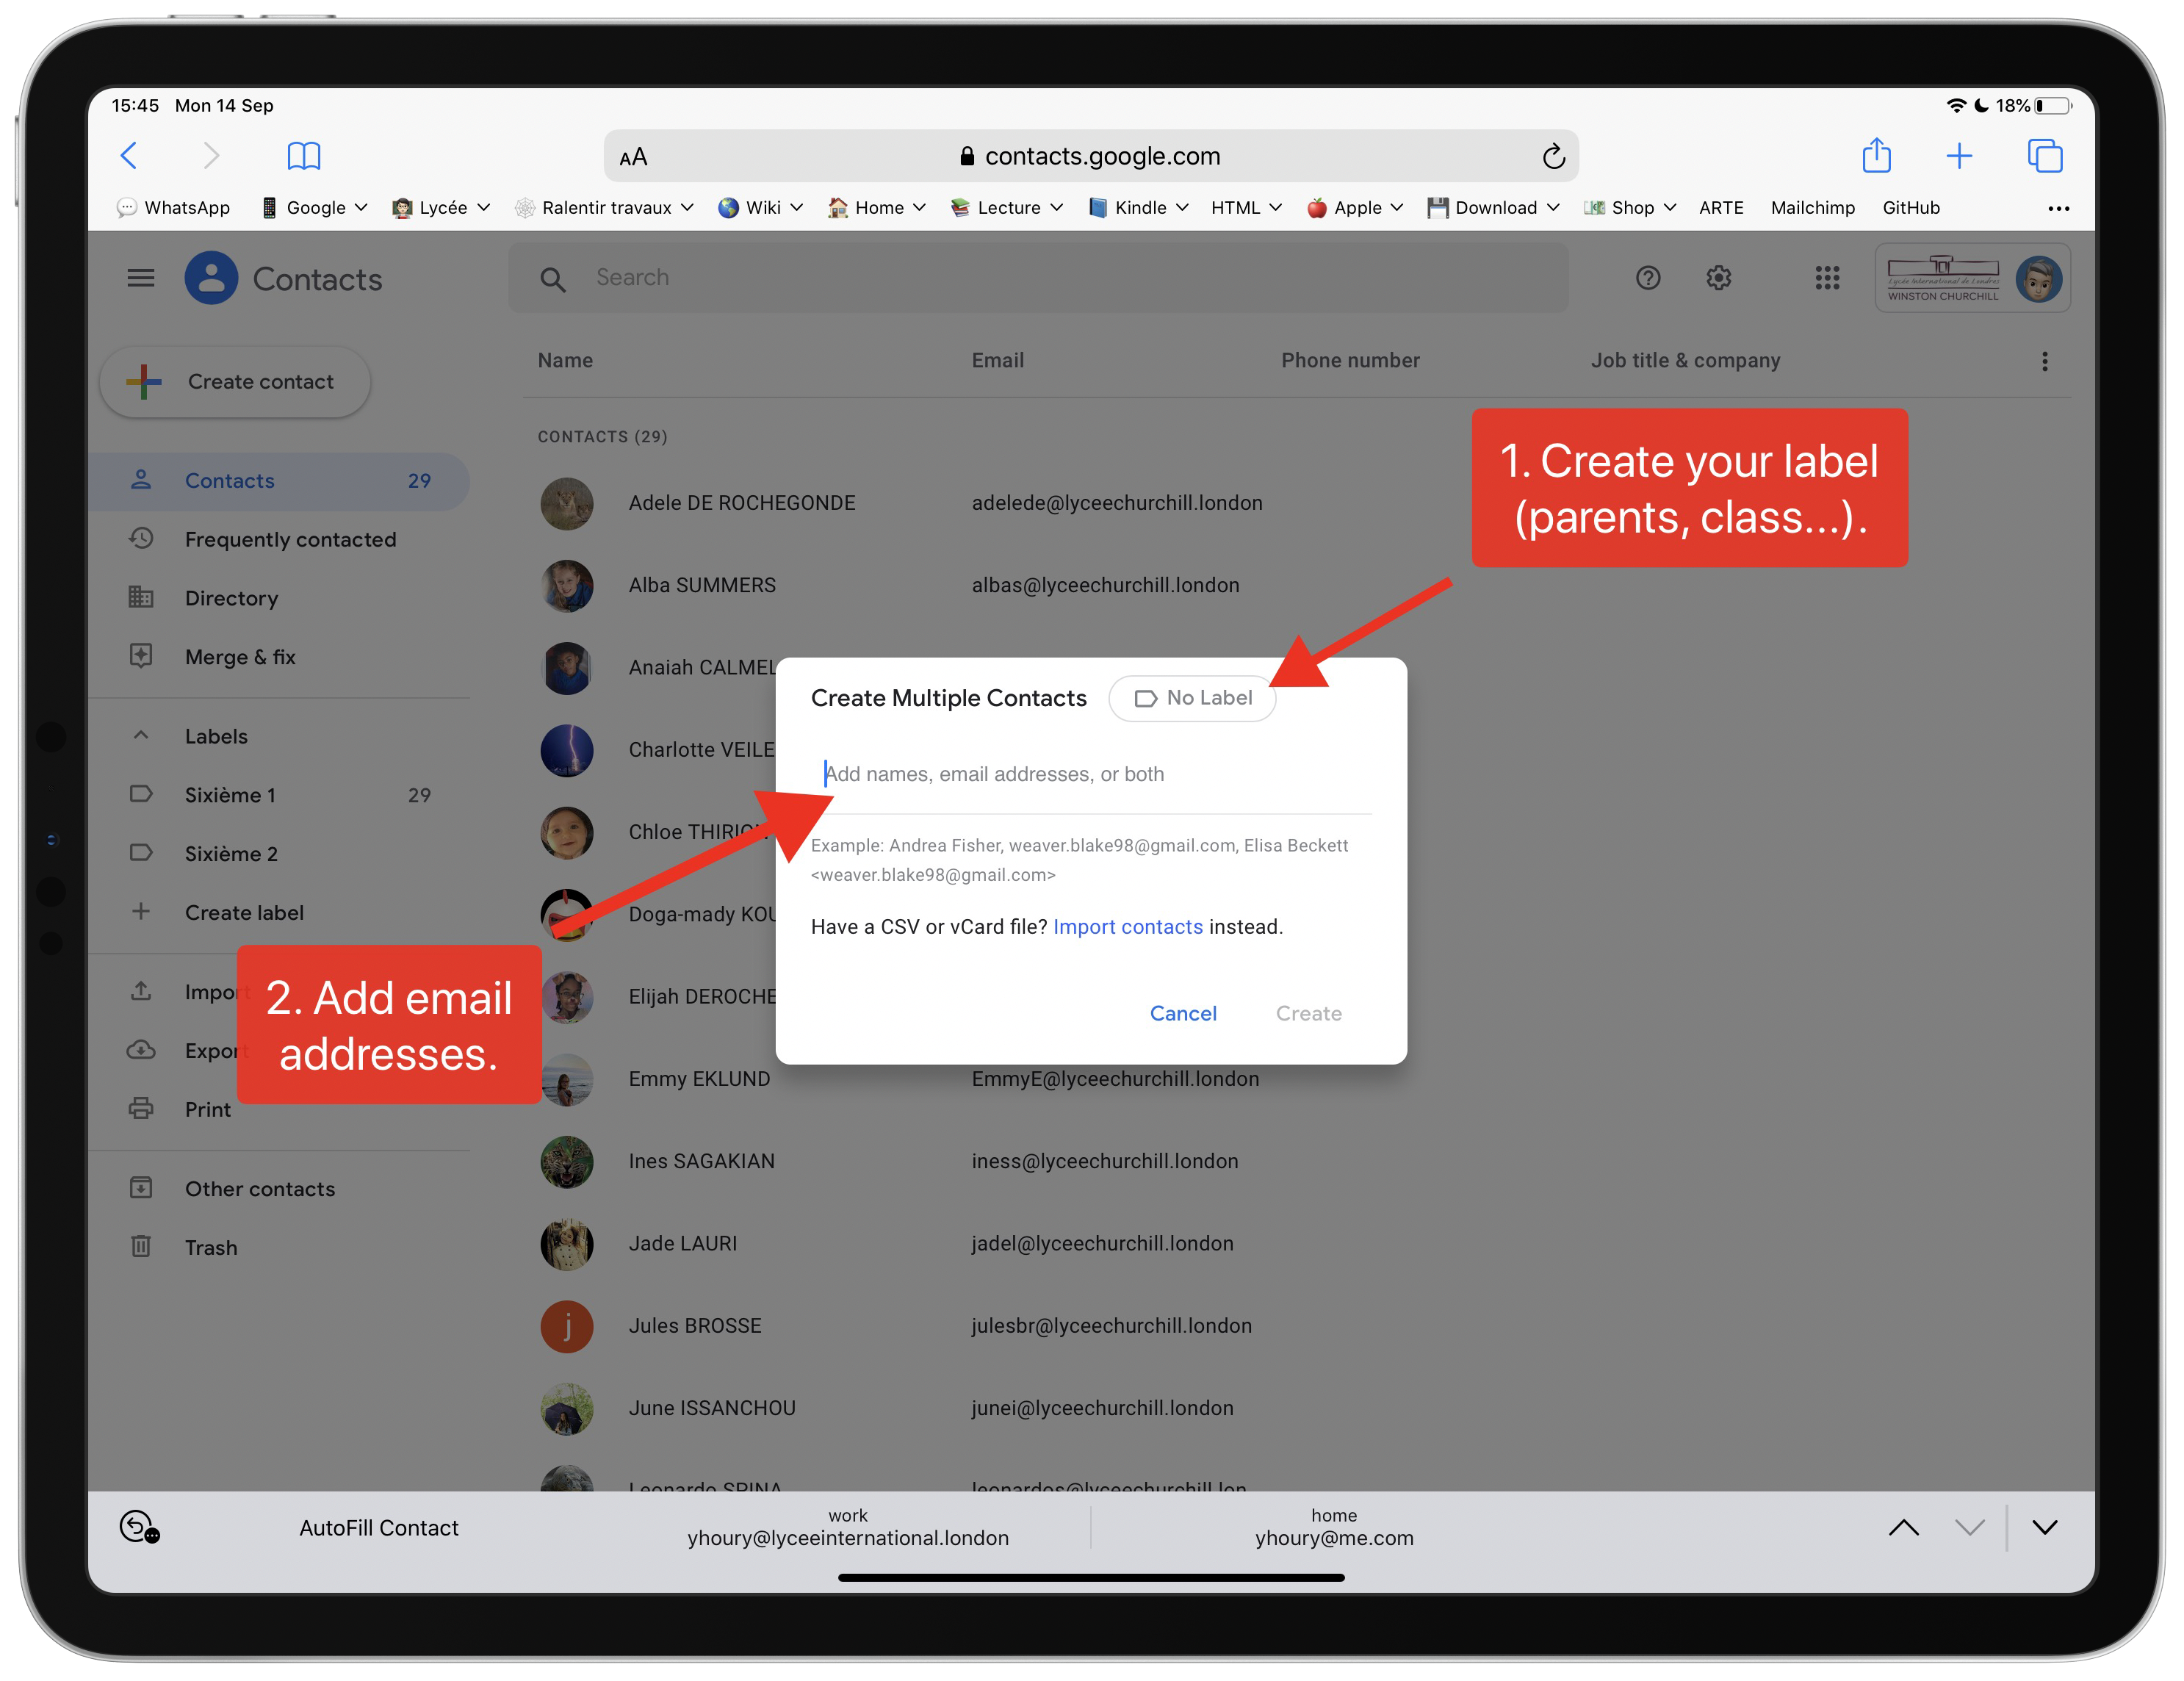 15:45 Mon 14 Sep
18%
AA contacts.google.com
WhatsApp Google Lycée Ralentir travaux Wiki Home Lecture Kindle HTML Apple Download Shop ARTE Mailchimp GitHub
Contacts
Search
Lycée International de Londres
WINSTON CHURCHILL
Create contact
Name Email Phone number Job title & company
CONTACTS (29)
Contacts 29
Frequently contacted
Directory
Merge & fix
Labels
Sixième 1 29
Sixième 2
Create label
Import
Export
Print
Other contacts
Trash
Adele DE ROCHEGONDE adelede@lyceechurchill.london
Alba SUMMERS albas@lyceechurchill.london
Anaiah CALMEL
Charlotte VEILE
Chloe
Doga-mady KOU
Elijah DEROCHE
Emmy EKLUND EmmyE@lyceechurchill.london
Ines SAGAKIAN iness@lyceechurchill.london
Jade LAURI jadel@lyceechurchill.london
j
Jules BROSSE julesbr@lyceechurchill.london
June ISSANCHOU junei@lyceechurchill.london
Leonardo SPINA leonardos@lyceechurchill.lon
1. Create your label
(parents, class...).
Create Multiple Contacts No Label
Add names, email addresses, or both
Example: Andrea Fisher, weaver.blake98@gmail.com, Elisa Beckett
<weaver.blake98@gmail.com>
Have a CSV or vCard file? Import contacts instead.
Cancel Create
2. Add email
addresses.
AutoFill Contact
work
yhoury@lyceeinternational.london
home
yhoury@me.com